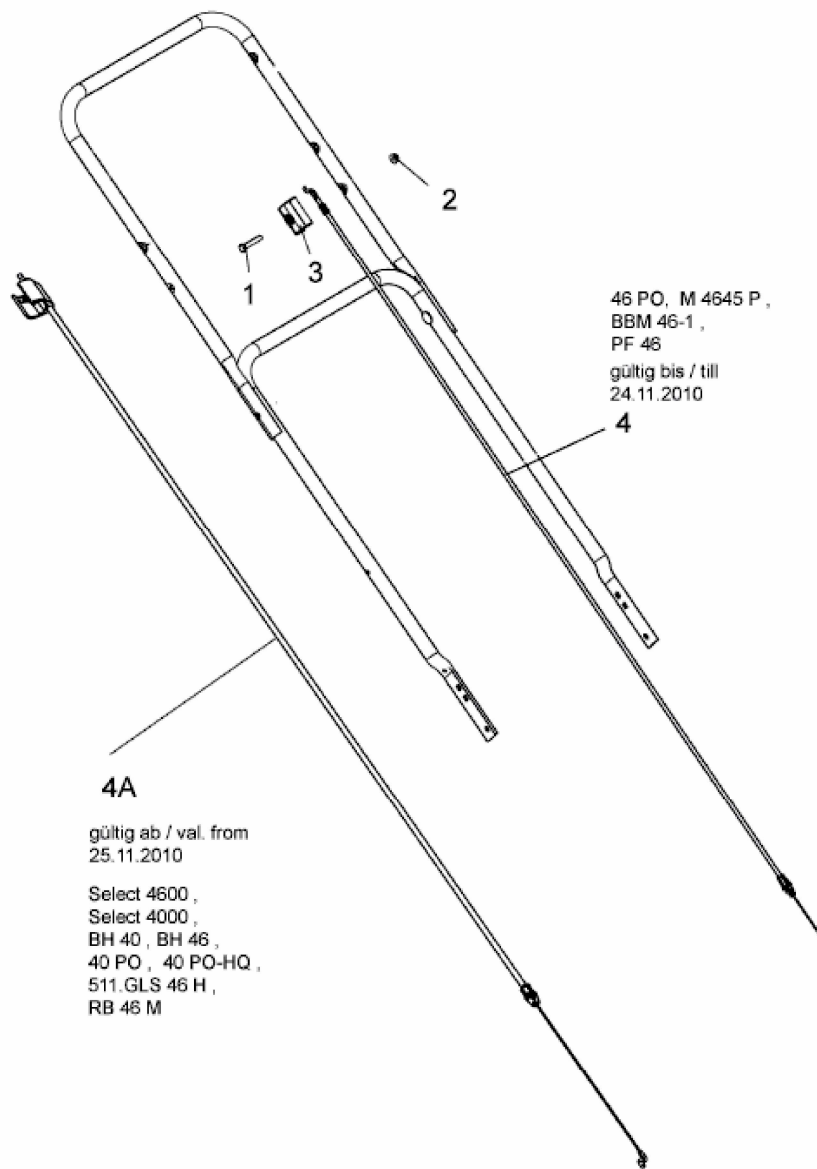 2
3
1
46 PO, M 4645 P ,
BBM 46-1 ,
PF 46
gültig bis / till
24.11.2010
4
4A
gültig ab / val. from
25.11.2010
Select 4600 ,
Select 4000 ,
BH 40 , BH 46 ,
40 PO , 40 PO-HQ ,
511.GLS 46 H ,
RB 46 M